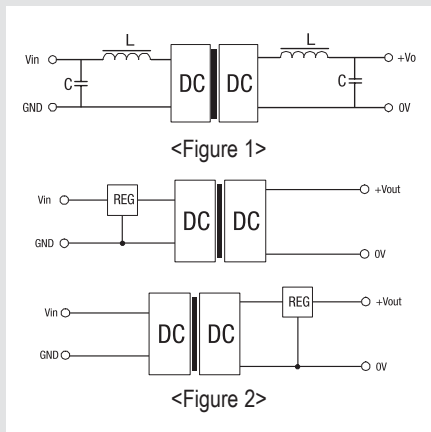 L L
Vin C DC DC C +Vo
GND 0V
<Figure 1>
Vin REG DC DC +Vout
GND 0V
Vin DC DC REG +Vout
GND 0V
<Figure 2>